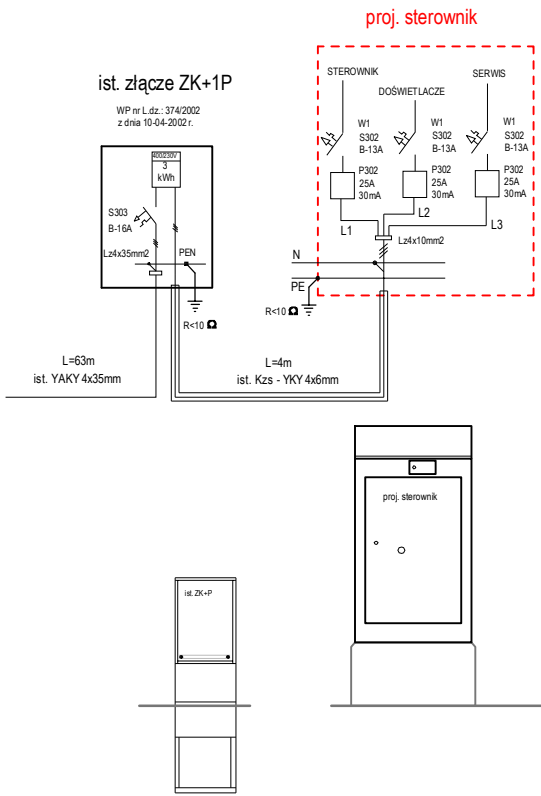 proj. sterownik
ist. złącze ZK+1P
WP nr L.dz.: 374/2002
z dnia 10-04-2002 r.
400/230V
3
kWh
S303
B-16A
Lz4x35mm2
PEN
R<10 Ω
L=63m
ist. YAKY 4x35mm
STEROWNIK
DOŚWIETLACZE
SERWIS
W1
S302
B-13A
W1
S302
B-13A
W1
S302
B-13A
P302
25A
30mA
P302
25A
30mA
P302
25A
30mA
L1
L2
L3
Lz4x10mm2
N
PE
R<10 Ω
L=4m
ist. Kzs - YKY 4x6mm
proj. sterownik
ist. ZK+P